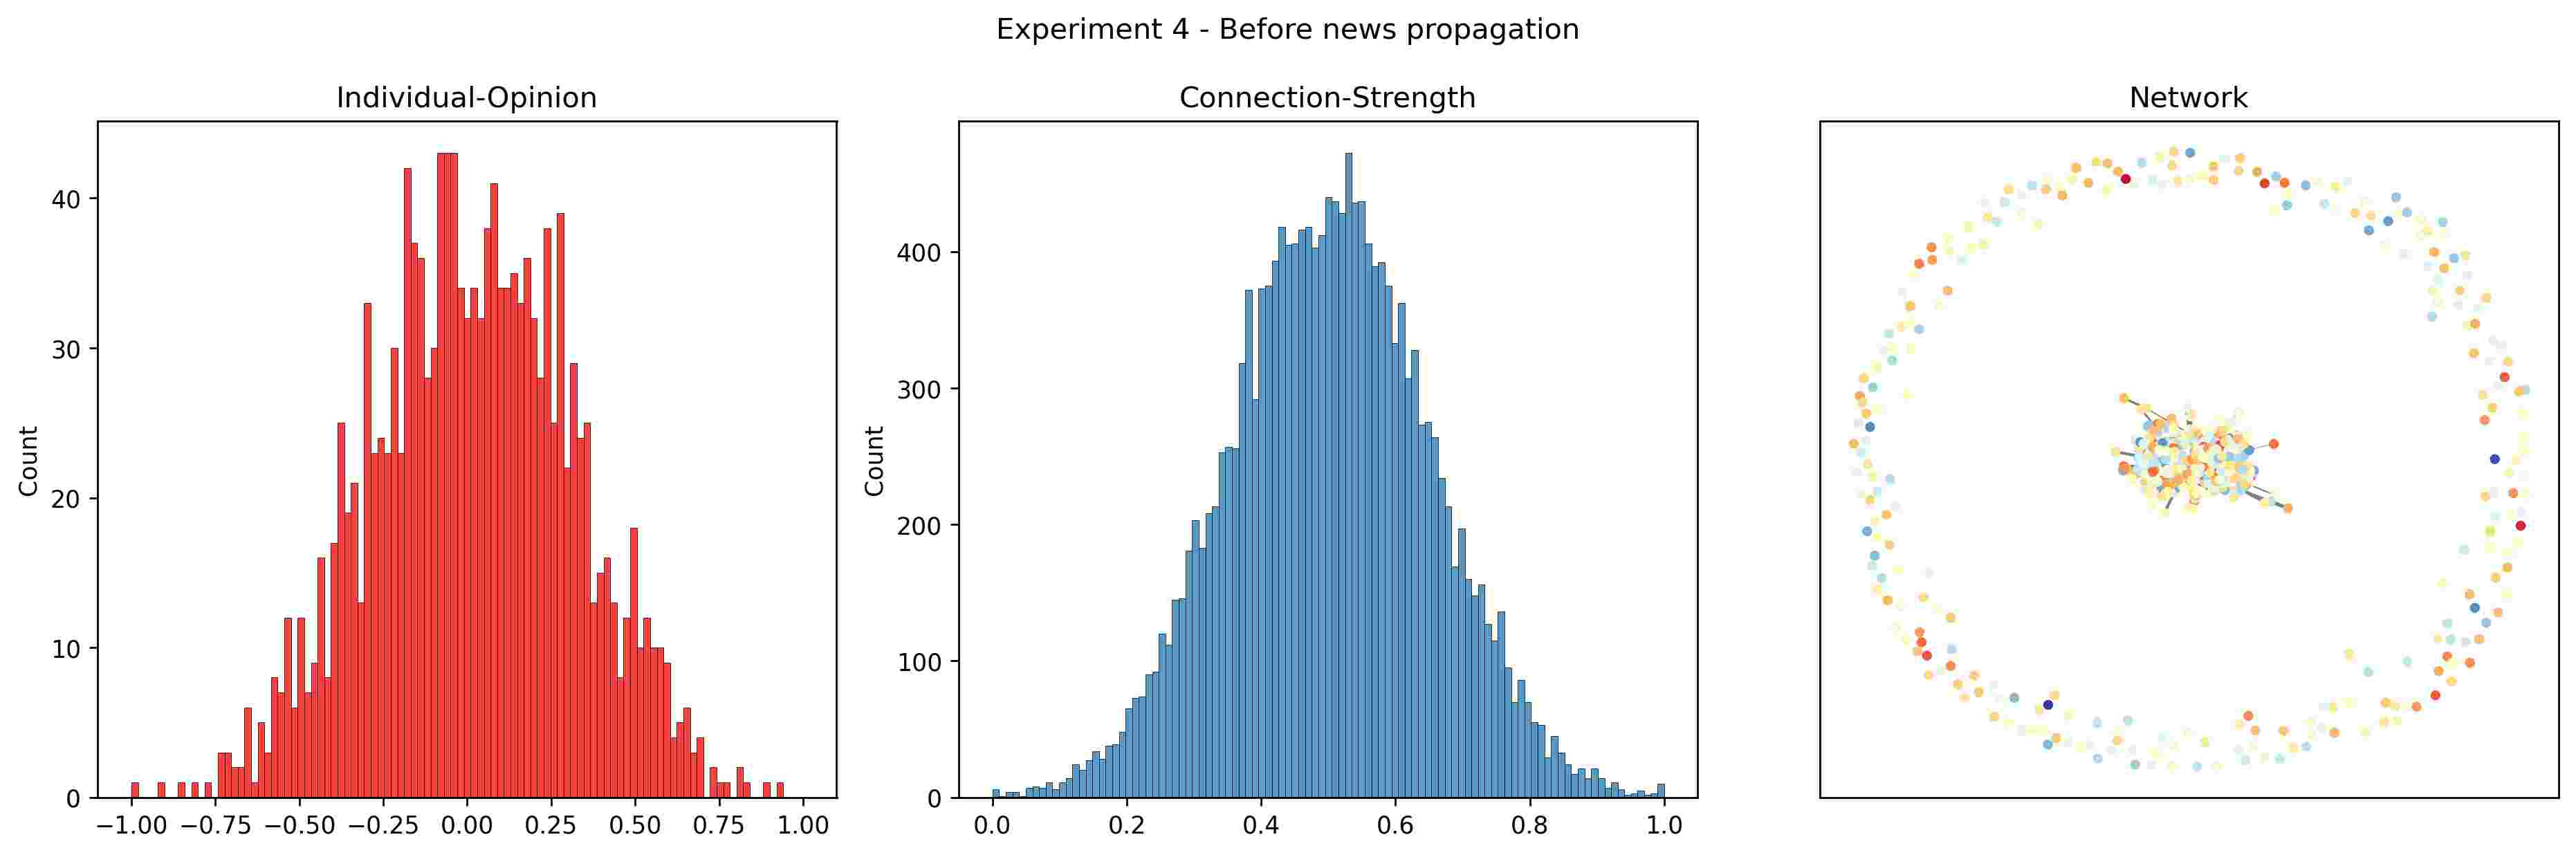 Experiment 4 - Before news propagation
Individual-Opinion
Count
40
30
20
10
0
−1.00 −0.75 −0.50 −0.25 0.00 0.25 0.50 0.75 1.00
Connection-Strength
Count
400
300
200
100
0
0.0 0.2 0.4 0.6 0.8 1.0
Network